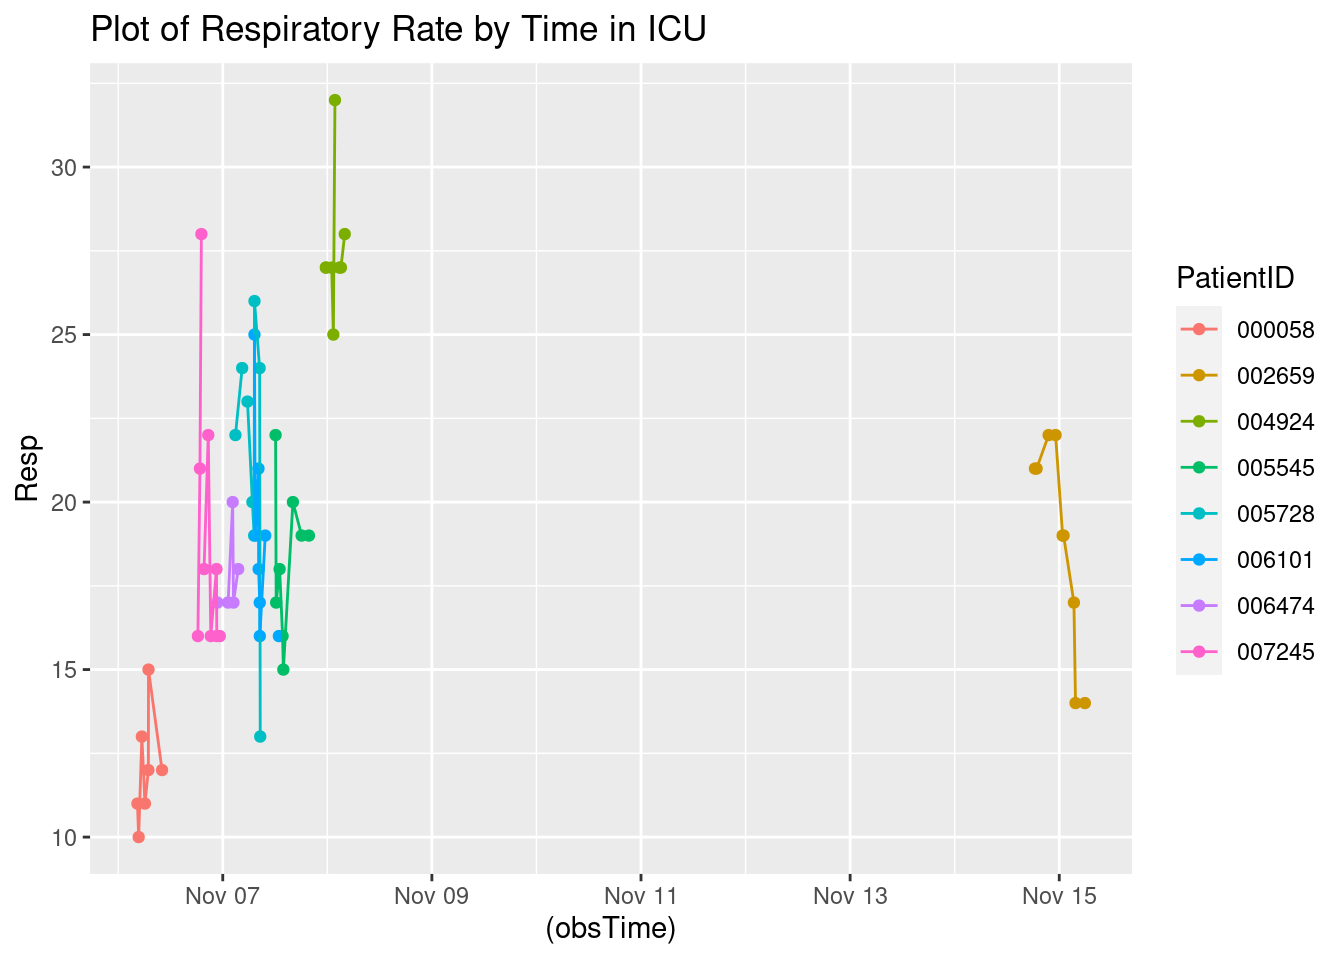 Plot of Respiratory Rate by Time in ICU
Resp
30
25
20
15
10
Nov 07 Nov 09 Nov 11 Nov 13 Nov 15
(obsTime)
PatientID
000058
002659
004924
005545
005728
006101
006474
007245